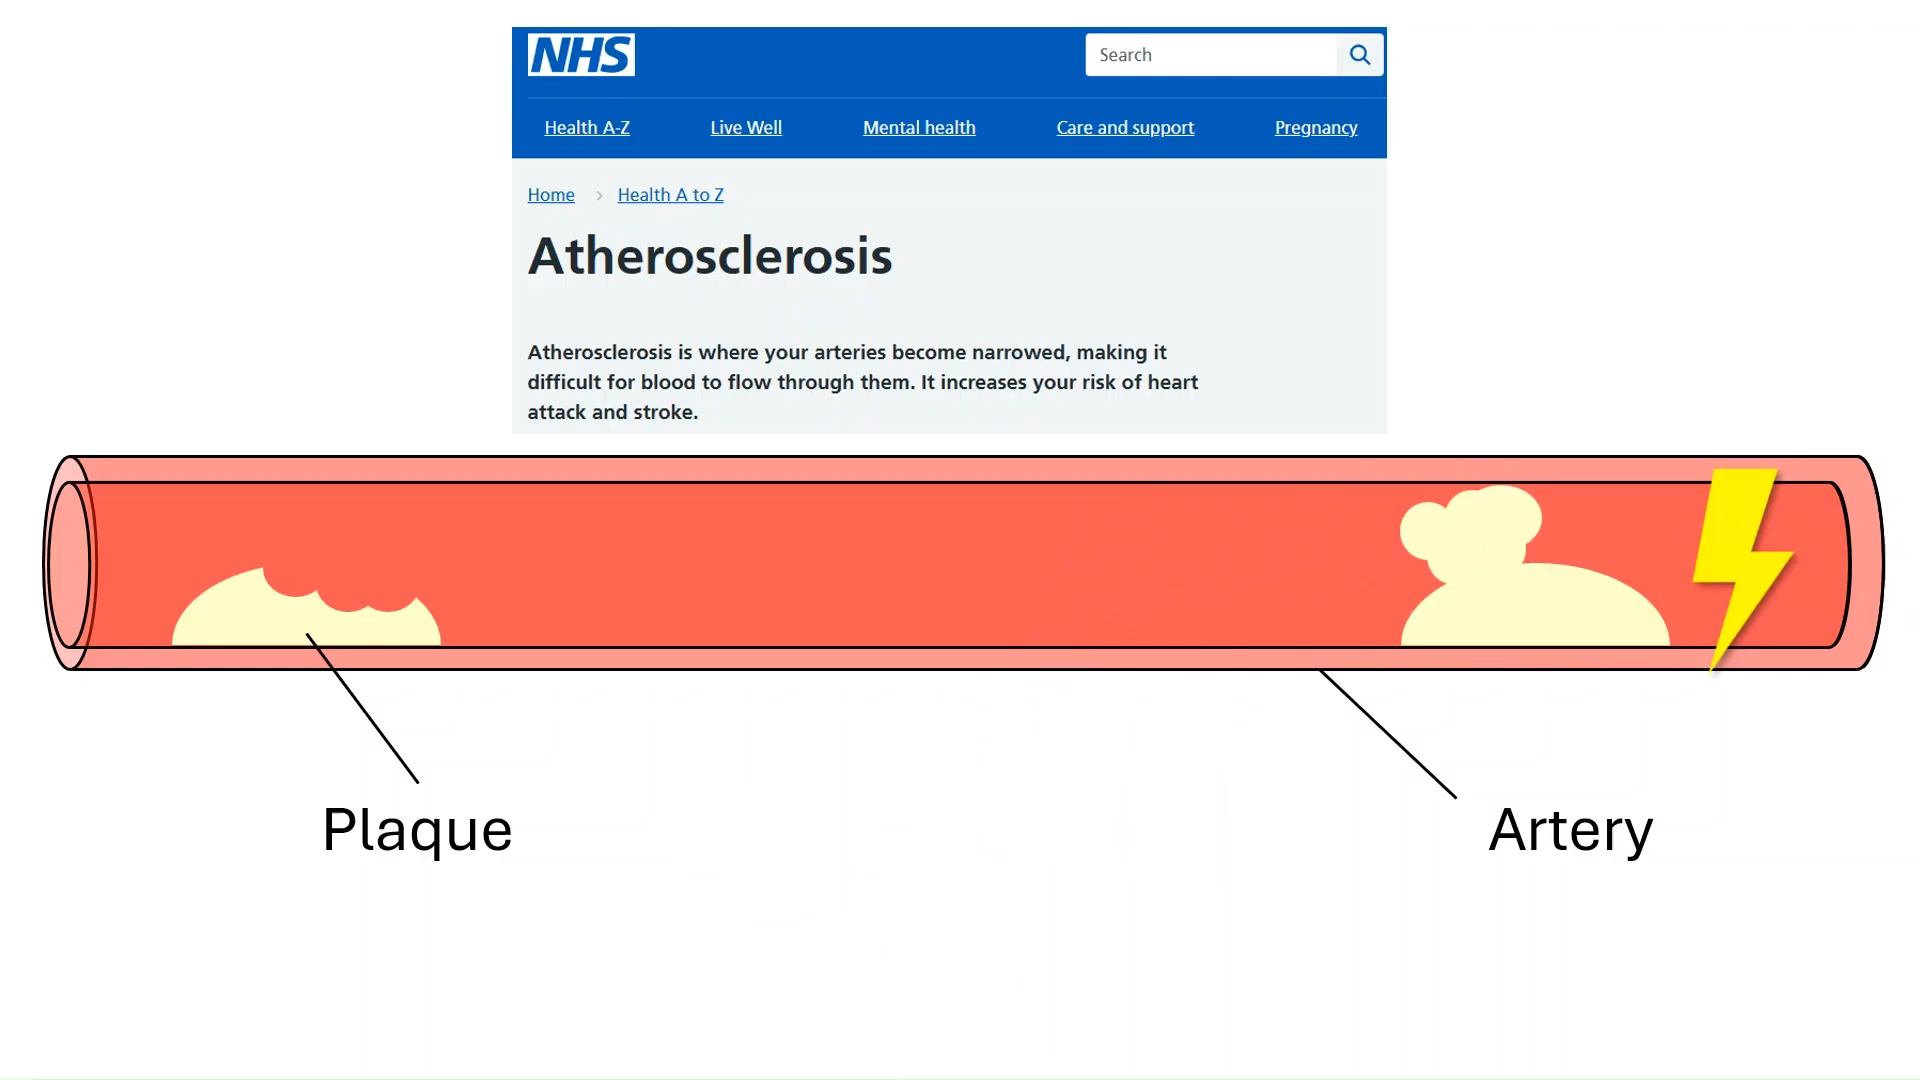 NHS
Search
Health A-Z Live Well Mental health Care and support Pregnancy
Home > Health A to Z
Atherosclerosis
Atherosclerosis is where your arteries become narrowed, making it
difficult for blood to flow through them. It increases your risk of heart
attack and stroke.
Plaque
Artery